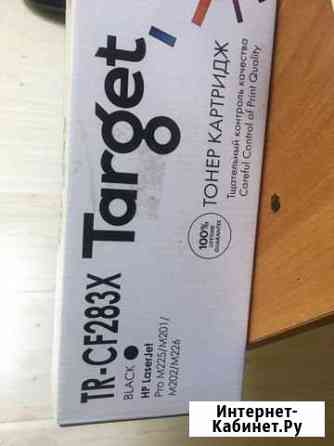 TR-CF283X
BLACK
HP LaserJet
Pro M225/M201/
M202/M226
Target
100%
GUARANTEE
ТОНЕР КАРТРИДЖ
Тщательный контроль качества
Careful Control of Print Quality
Интернет-
Кабинет.Ру